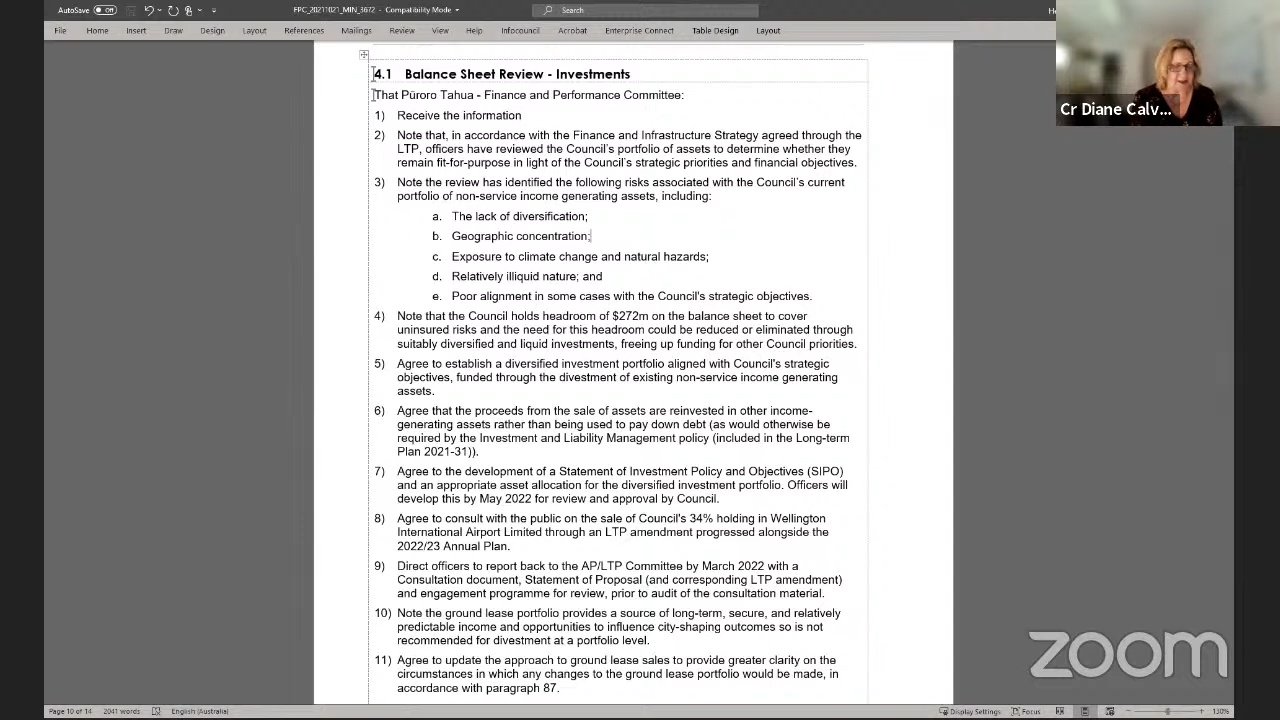 AutoSave Off
FPC_20211021_MIN_3672 - Compatibility Mode
Search
File Home Insert Draw Design Layout References Mailings Review View Help Infocouncil Acrobat Enterprise Connect Table Design Layout
Cr Diane Calv...
4.1 Balance Sheet Review - Investments
That Pūroro Tahua - Finance and Performance Committee:
1) Receive the information
2) Note that, in accordance with the Finance and Infrastructure Strategy agreed through the
LTP, officers have reviewed the Council's portfolio of assets to determine whether they
remain fit-for-purpose in light of the Council's strategic priorities and financial objectives.
3) Note the review has identified the following risks associated with the Council's current
portfolio of non-service income generating assets, including:
a. The lack of diversification;
b. Geographic concentration;
c. Exposure to climate change and natural hazards;
d. Relatively illiquid nature; and
e. Poor alignment in some cases with the Council's strategic objectives.
4) Note that the Council holds headroom of $272m on the balance sheet to cover
uninsured risks and the need for this headroom could be reduced or eliminated through
suitably diversified and liquid investments, freeing up funding for other Council priorities.
5) Agree to establish a diversified investment portfolio aligned with Council's strategic
objectives, funded through the divestment of existing non-service income generating
assets.
6) Agree that the proceeds from the sale of assets are reinvested in other income-
generating assets rather than being used to pay down debt (as would otherwise be
required by the Investment and Liability Management policy (included in the Long-term
Plan 2021-31)).
7) Agree to the development of a Statement of Investment Policy and Objectives (SIPO)
and an appropriate asset allocation for the diversified investment portfolio. Officers will
develop this by May 2022 for review and approval by Council.
8) Agree to consult with the public on the sale of Council's 34% holding in Wellington
International Airport Limited through an LTP amendment progressed alongside the
2022/23 Annual Plan.
9) Direct officers to report back to the AP/LTP Committee by March 2022 with a
Consultation document, Statement of Proposal (and corresponding LTP amendment)
and engagement programme for review, prior to audit of the consultation material.
10) Note the ground lease portfolio provides a source of long-term, secure, and relatively
predictable income and opportunities to influence city-shaping outcomes so is not
recommended for divestment at a portfolio level.
11) Agree to update the approach to ground lease sales to provide greater clarity on the
circumstances in which any changes to the ground lease portfolio would be made, in
accordance with paragraph 87.
zoom
Page 10 of 14 2041 words English (Australia) Display Settings Focus 130%